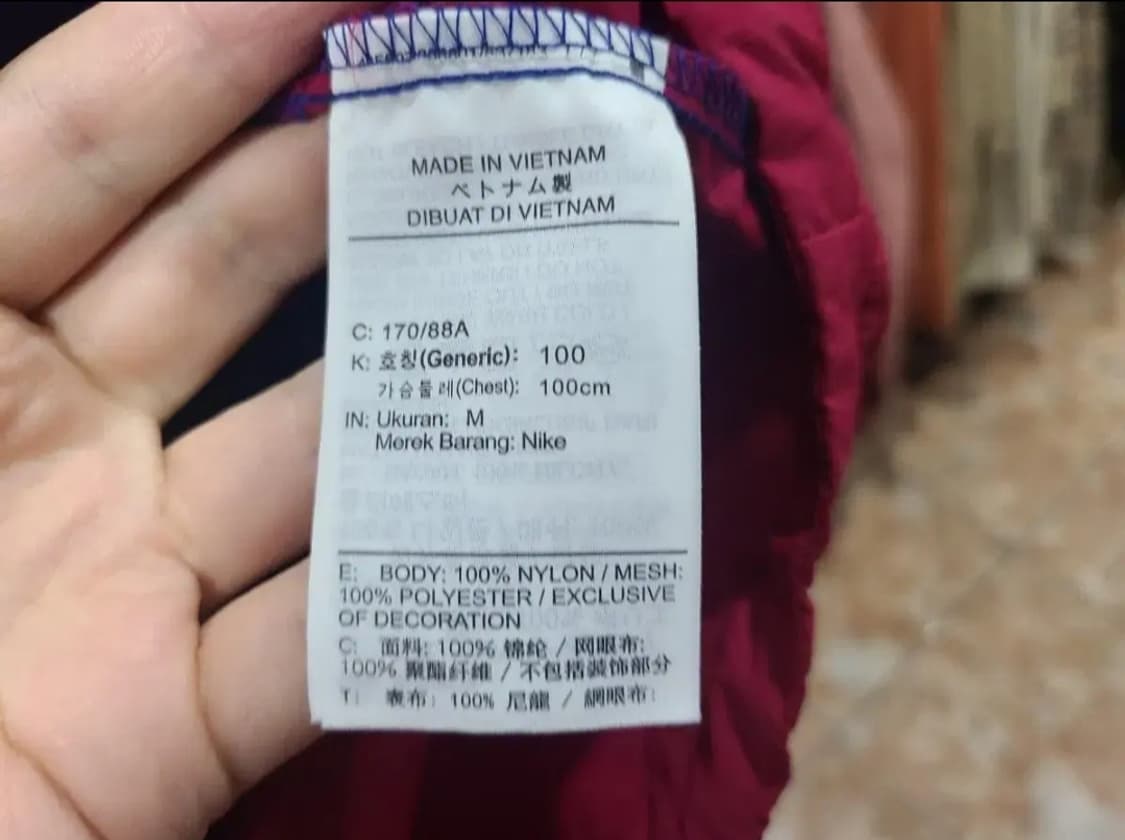 MADE IN VIETNAM
ベトナム製
DIBUAT DI VIETNAM
C: 170/88A
K: 호칭(Generic): 100
가슴둘레(Chest): 100cm
IN: Ukuran: M
Merek Barang: Nike
E: BODY: 100% NYLON / MESH:
100% POLYESTER / EXCLUSIVE
OF DECORATION
C: 面料: 100% 锦纶 / 网眼布:
100% 聚酯纤维 / 不包括装饰部分
T: 表布: 100% 尼龍 / 網眼布: